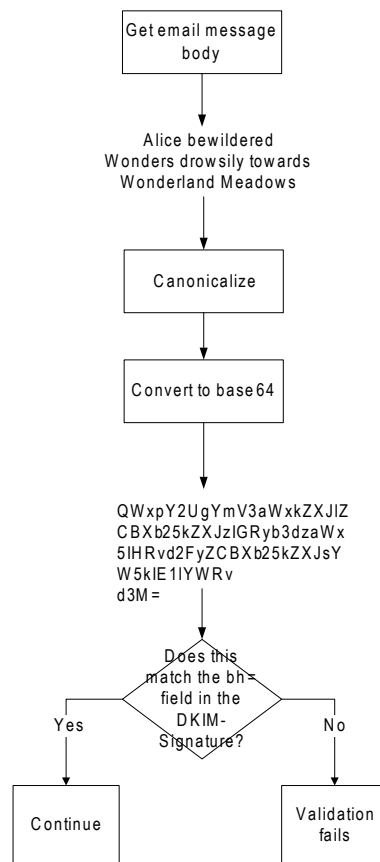 Get email message
body
Alice bewildered
Wonders drowsily towards
Wonderland Meadows
Canonicalize
Convert to base64
QWxpY2UgYmV3aWxkZXJlZ
CBXb25kZXJzIGRyb3dzaWx
5IHRvd2FyZCBXb25kZXJsY
W5kIE1lYWRv
d3M=
Does this
match the bh=
field in the
DKIM-
Signature?
Yes
No
Continue
Validation
fails